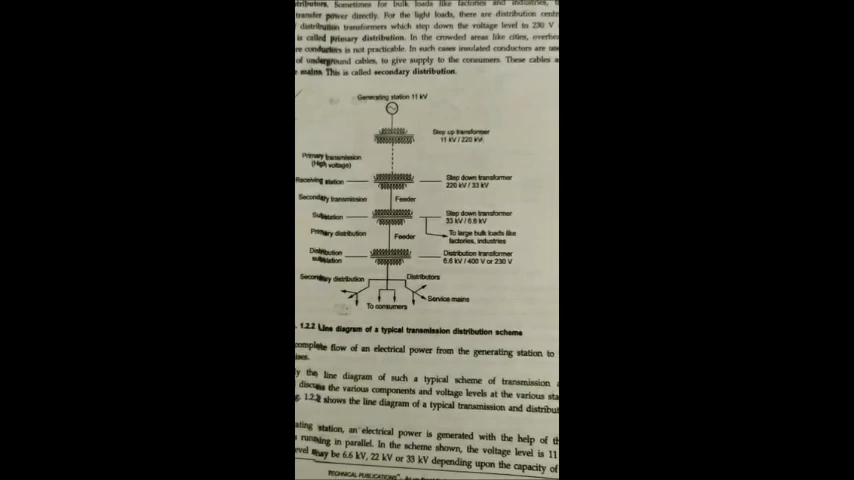 tributors. Sometimes for bulk loads like factories and industries,
transfer power directly. For the light loads, there are distribution centr
distribution transformers which step down the voltage level to 230 V
is called primary distribution. In the crowded areas like cities, overhe
re conductors is not practicable. In such cases insulated conductors are use
of underground cables, to give supply to the consumers. These cables a
mains. This is called secondary distribution.
Generating station 11 kV
Step up transformer
11 kV / 220 kV
Primary transmission
(High voltage)
Receiving station
Step down transformer
220 kV / 33 kV
Secondary transmission
Feeder
Substation
Step down transformer
33 kV / 6.6 kV
Primary distribution
Feeder
To large bulk loads like
factories, industries
Distribution
substation
Distribution transformer
6.6 kV / 400 V or 230 V
Secondary distribution
Distributors
Service mains
To consumers
1.2.2 Line diagram of a typical transmission distribution scheme
complete flow of an electrical power from the generating station to
ises.
y the line diagram of such a typical scheme of transmission
discuss the various components and voltage levels at the various sta
g. 1.2.2 shows the line diagram of a typical transmission and distribut
ating station, an electrical power is generated with the help of
running in parallel. In the scheme shown, the voltage level is 11
evel may be 6.6 kV, 22 kV or 33 kV depending upon the capacity of
TECHNICAL PUBLICATIONS